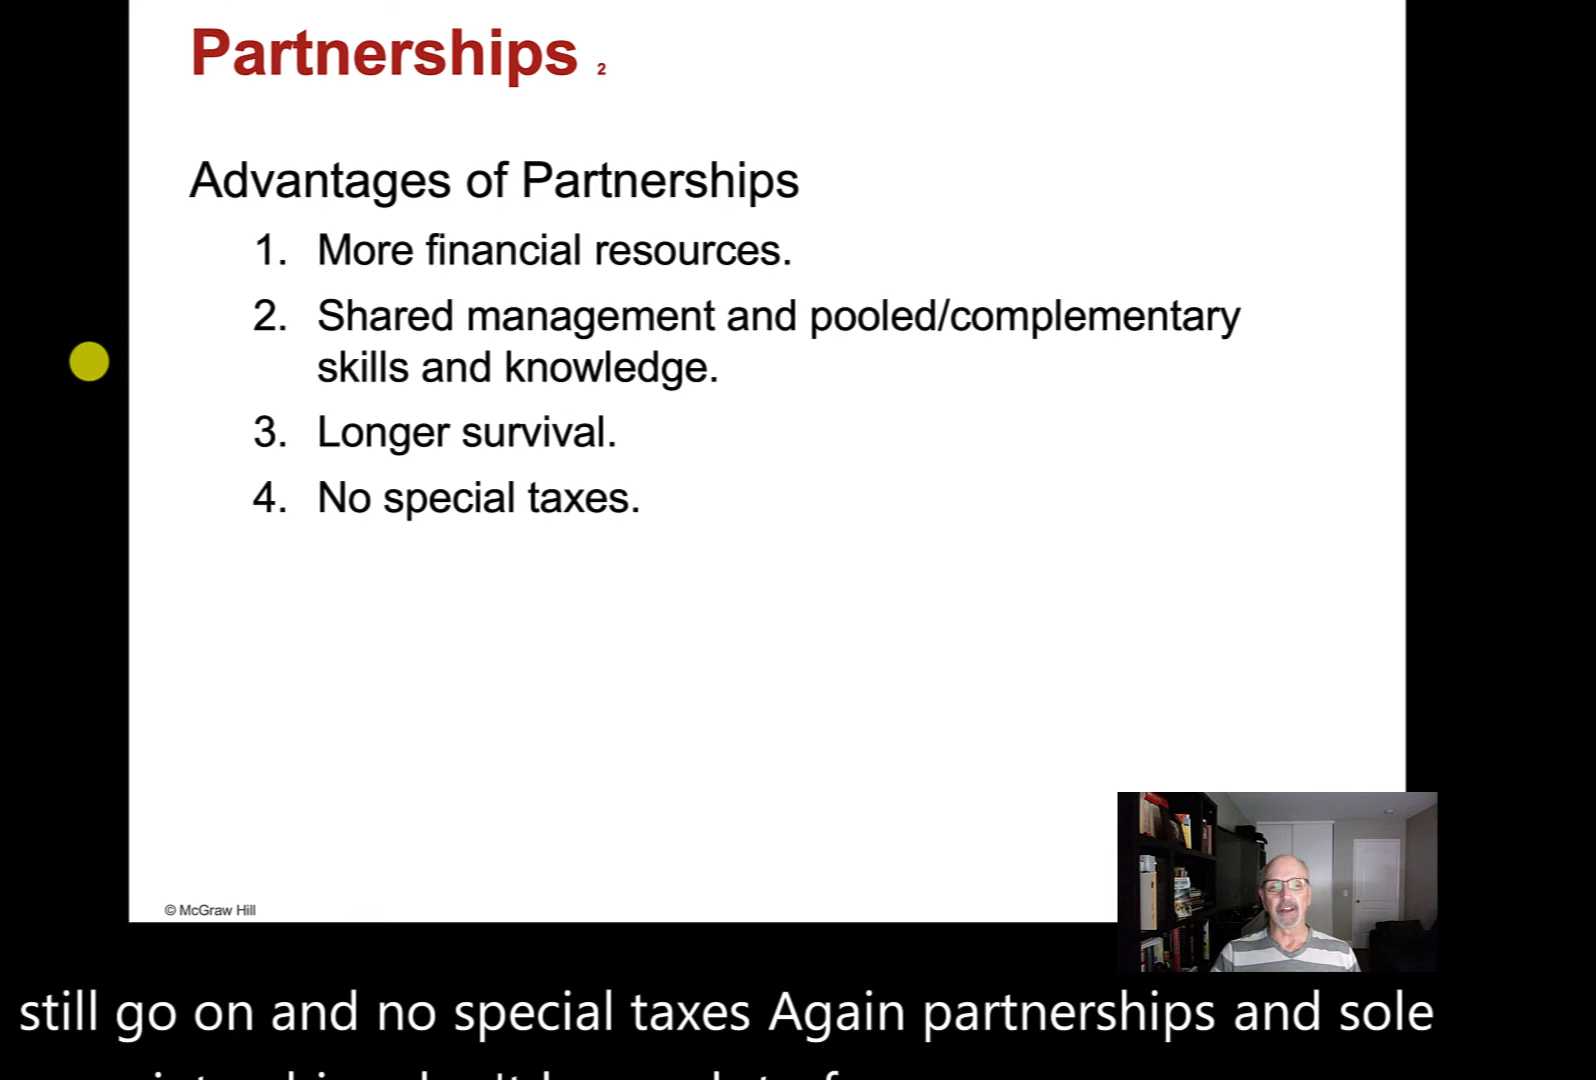 Partnerships 2
Advantages of Partnerships
1. More financial resources.
2. Shared management and pooled/complementary
skills and knowledge.
3. Longer survival.
4. No special taxes.
© McGraw Hill
still go on and no special taxes Again partnerships and sole